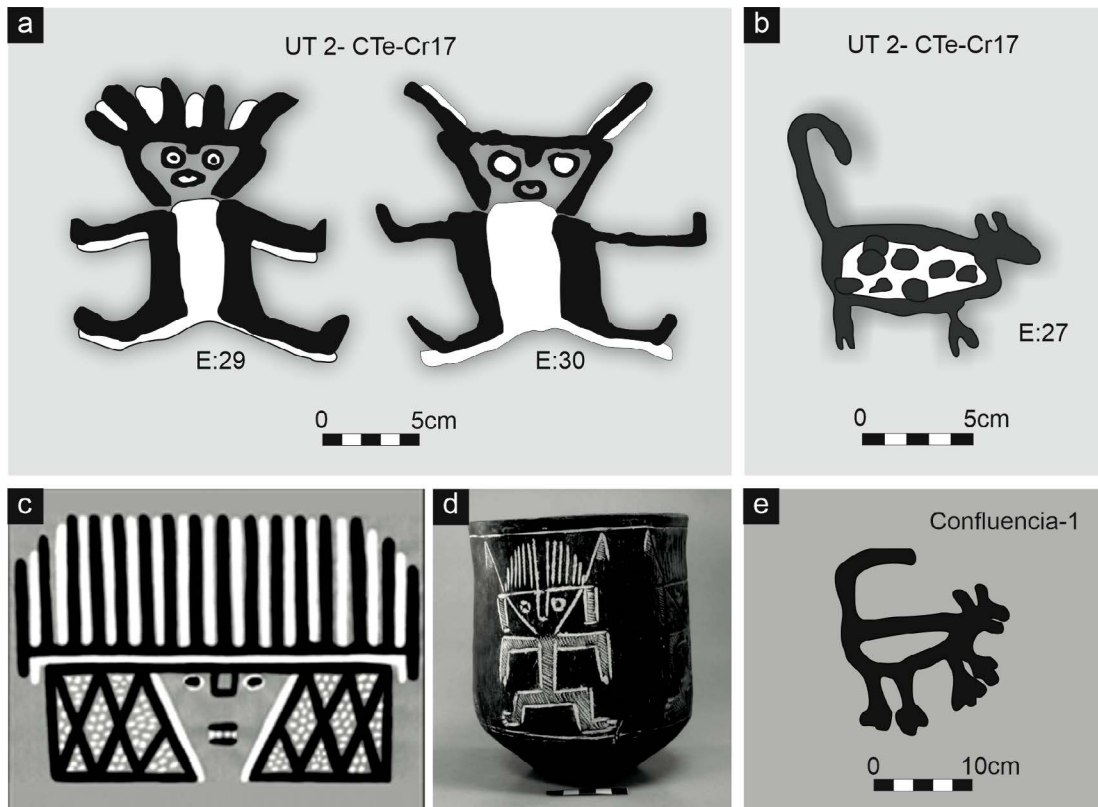 a
UT 2- CTe-Cr17
E:29
E:30
0 5cm
b
UT 2- CTe-Cr17
E:27
0 5cm
c
d
e
Confluencia-1
0 10cm